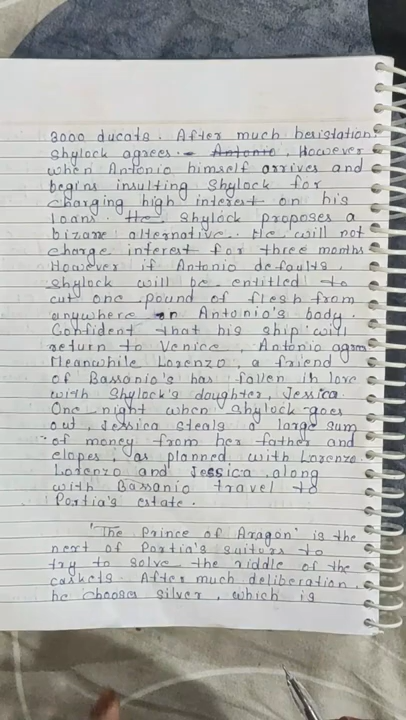 3000 ducats. After much hesistation
Shylock agrees. Antonio. However
when Antonio himself arrives and
begins insulting Shylock for
charging high interest on his
loans. the Shylock proposes a
bizarre alternative. He will not
charge interest for three months
However if Antonio defaults,
Shylock will be entitled to
cut one pound of flesh from
anywhere on Antonio's body.
Confident that his ship will
return to Venice, Antonio agrees
Meanwhile Lorenzo, a friend
of Bassanio's has fallen in love
with Shylock's daughter, Jessica.
One night when Shylock goes
out, Jessica steals a large sum
of money from her father and
elopes, as planned, with Lorenzo.
Lorenzo and Jessica along
with Bassanio travel to
Portia's estate.
'The Prince of Aragon' is the
next of Portia's suitors to
try to solve the riddle of the
caskets. After much deliberation,
he chooses silver, which is